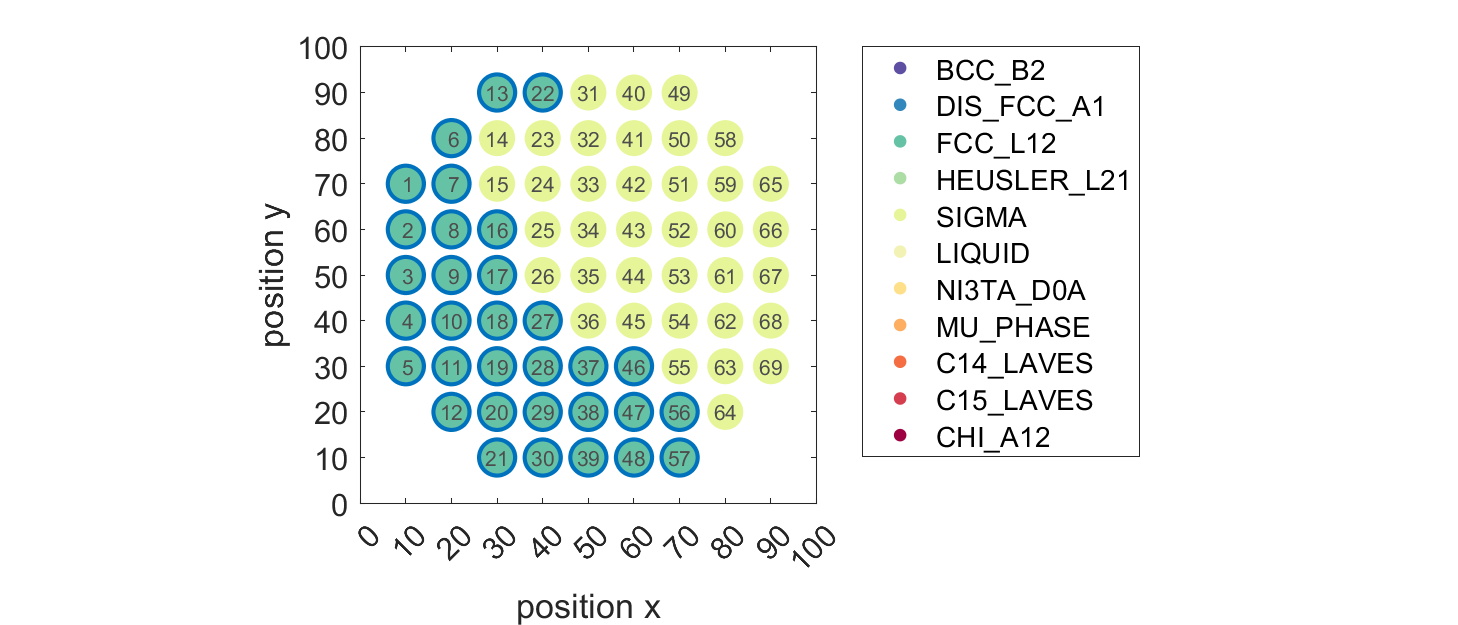 100
90
80
70
60
50
40
30
20
10
0
position y
13 22 31 40 49
6 14 23 32 41 50 58
1 7 15 24 33 42 51 59 65
2 8 16 25 34 43 52 60 66
3 9 17 26 35 44 53 61 67
4 10 18 27 36 45 54 62 68
5 11 19 28 37 46 55 63 69
12 20 29 38 47 56 64
21 30 39 48 57
0 10 20 30 40 50 60 70 80 90 100
position x
BCC_B2
DIS_FCC_A1
FCC_L12
HEUSLER_L21
SIGMA
LIQUID
NI3TA_D0A
MU_PHASE
C14_LAVES
C15_LAVES
CHI_A12